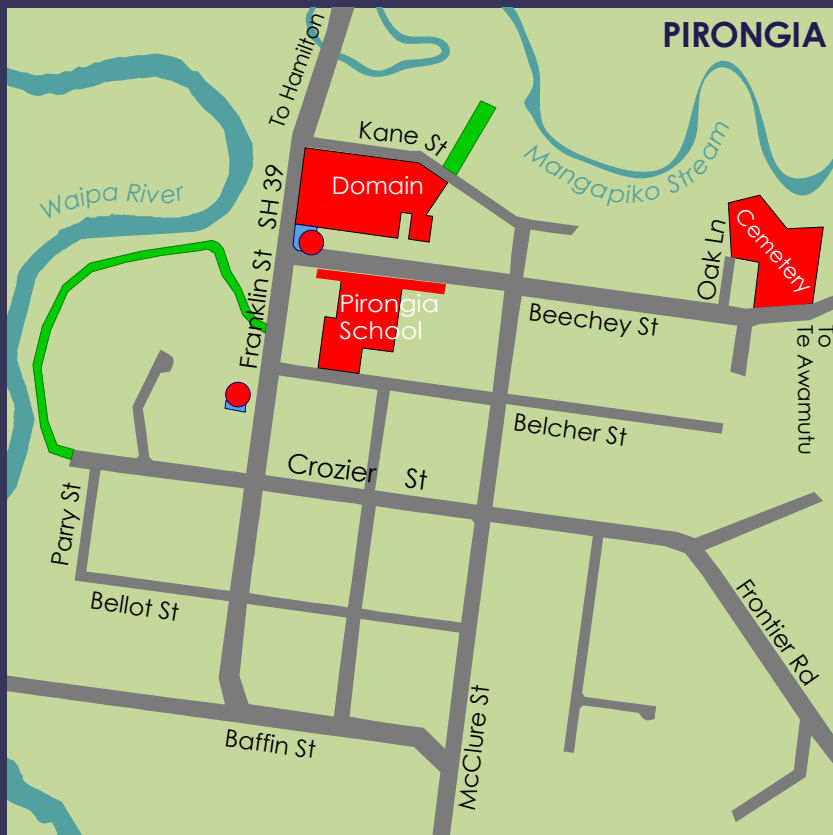 PIRONGIA
To Hamilton
Kane St
Mangapiko Stream
Waipa River
SH 39
Domain
Cemetery
Oak Ln
Franklin St
Pirongia
School
Beechey St
To
Te Awamutu
Belcher St
Crozier St
Parry St
Bellot St
Frontier Rd
McClure St
Baffin St